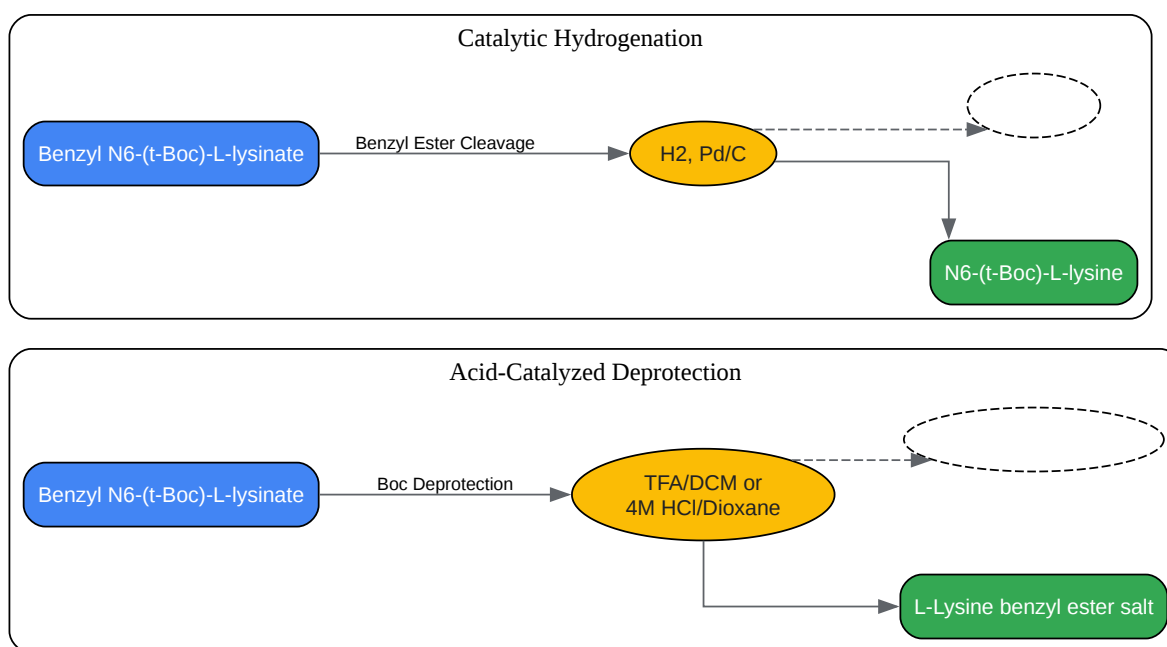 Catalytic Hydrogenation
Benzyl N6-(t-Boc)-L-lysinate
Benzyl Ester Cleavage
H2, Pd/C
N6-(t-Boc)-L-lysine
Acid-Catalyzed Deprotection
Benzyl N6-(t-Boc)-L-lysinate
Boc Deprotection
TFA/DCM or
4M HCl/Dioxane
L-Lysine benzyl ester salt